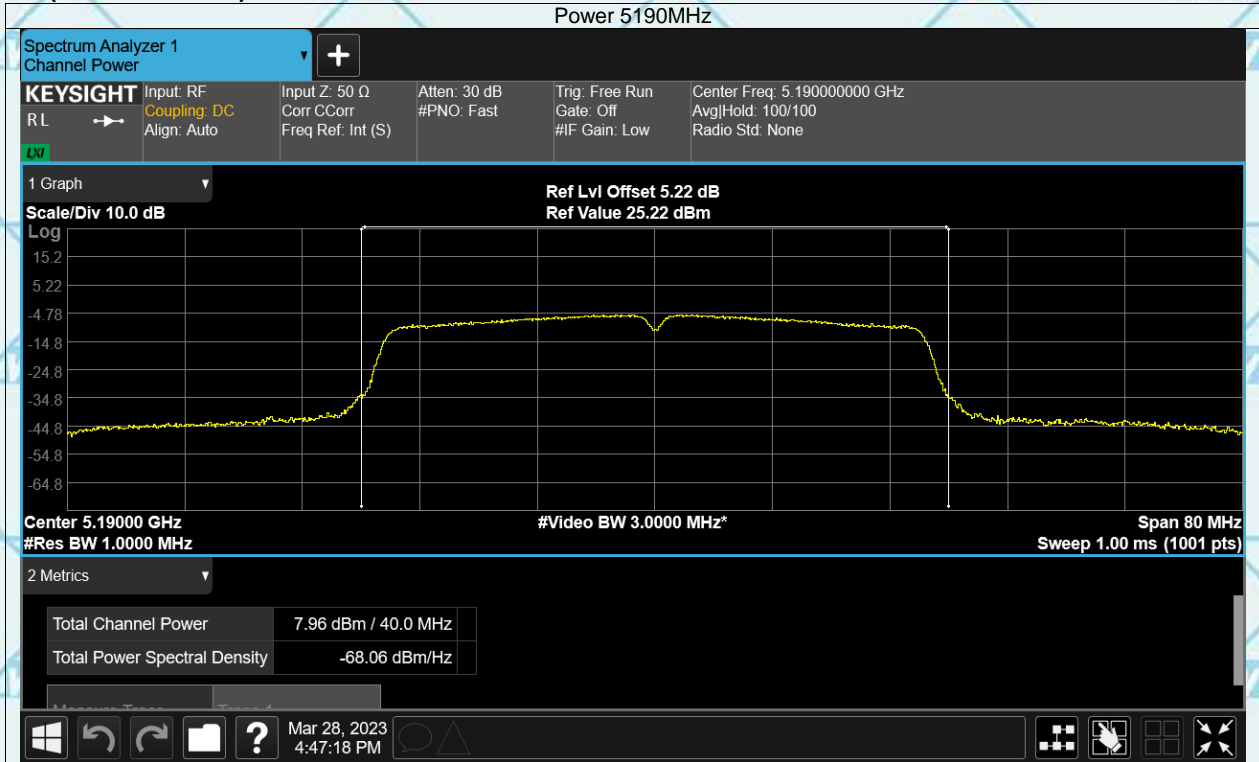 Power 5190MHz
Spectrum Analyzer 1
Channel Power
+
KEYSIGHT
R L
LXI
Input: RF
Coupling: DC
Align: Auto
Input Z: 50 Ω
Corr CCorr
Freq Ref: Int (S)
Atten: 30 dB
#PNO: Fast
Trig: Free Run
Gate: Off
#IF Gain: Low
Center Freq: 5.190000000 GHz
Avg|Hold: 100/100
Radio Std: None
1 Graph
Ref Lvl Offset 5.22 dB
Scale/Div 10.0 dB
Ref Value 25.22 dBm
Log
15.2
5.22
-4.78
-14.8
-24.8
-34.8
-44.8
-54.8
-64.8
Center 5.19000 GHz
#Video BW 3.0000 MHz*
Span 80 MHz
#Res BW 1.0000 MHz
Sweep 1.00 ms (1001 pts)
2 Metrics
Total Channel Power 7.96 dBm / 40.0 MHz
Total Power Spectral Density -68.06 dBm/Hz
?
Mar 28, 2023
4:47:18 PM